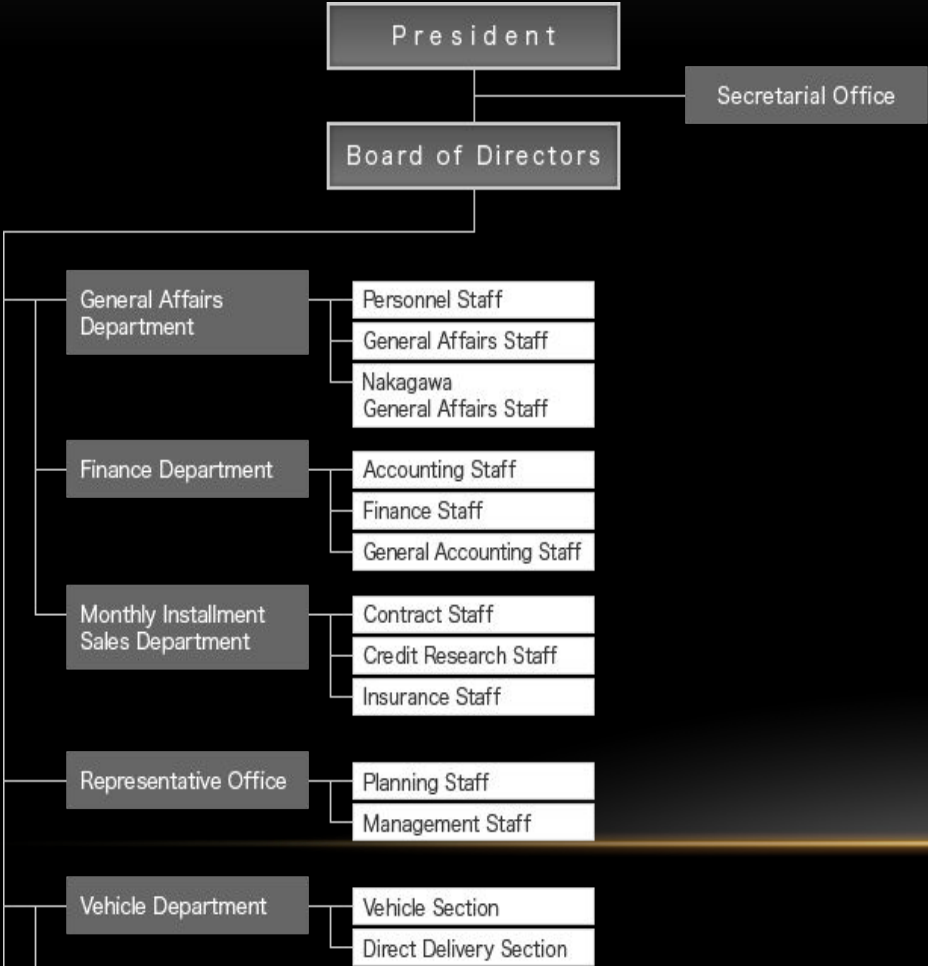 President
Secretarial Office
Board of Directors
General Affairs
Department
Personnel Staff
General Affairs Staff
Nakagawa
General Affairs Staff
Finance Department
Accounting Staff
Finance Staff
General Accounting Staff
Monthly Installment
Sales Department
Contract Staff
Credit Research Staff
Insurance Staff
Representative Office
Planning Staff
Management Staff
Vehicle Department
Vehicle Section
Direct Delivery Section